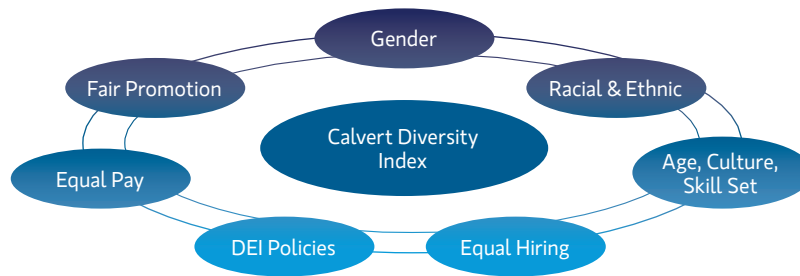 Gender
Fair Promotion
Racial & Ethnic
Calvert Diversity
Index
Equal Pay
Age, Culture,
Skill Set
DEI Policies
Equal Hiring